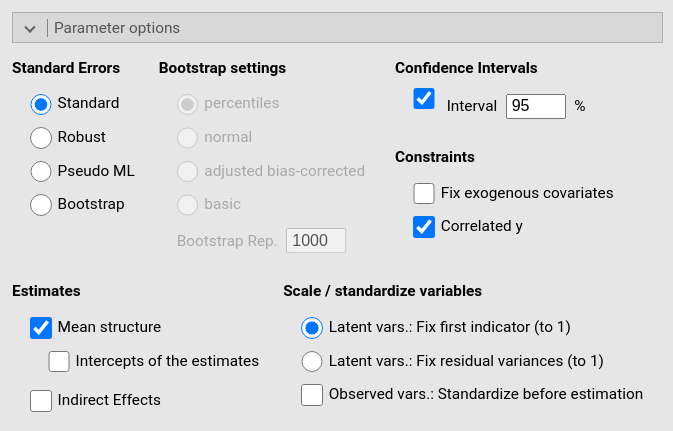 Parameter options
Standard Errors
Standard
Robust
Pseudo ML
Bootstrap
Bootstrap settings
percentiles
normal
adjusted bias-corrected
basic
Bootstrap Rep. 1000
Confidence Intervals
Interval 95 %
Constraints
Fix exogenous covariates
Correlated y
Estimates
Mean structure
Intercepts of the estimates
Indirect Effects
Scale / standardize variables
Latent vars.: Fix first indicator (to 1)
Latent vars.: Fix residual variances (to 1)
Observed vars.: Standardize before estimation